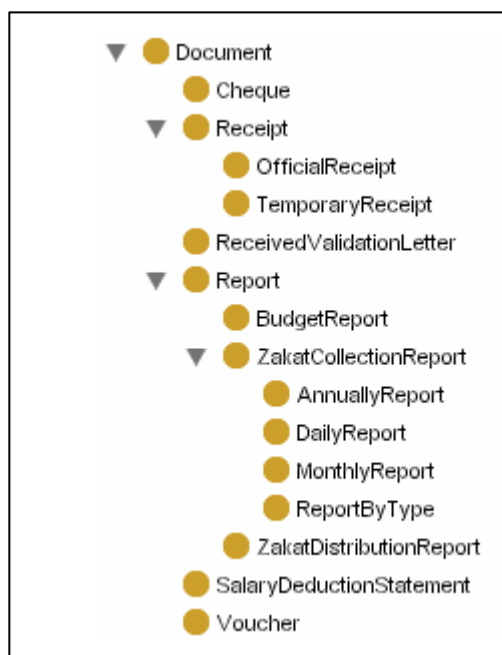 Document
Cheque
Receipt
OfficialReceipt
TemporaryReceipt
ReceivedValidationLetter
Report
BudgetReport
ZakatCollectionReport
AnnuallyReport
DailyReport
MonthlyReport
ReportByType
ZakatDistributionReport
SalaryDeductionStatement
Voucher